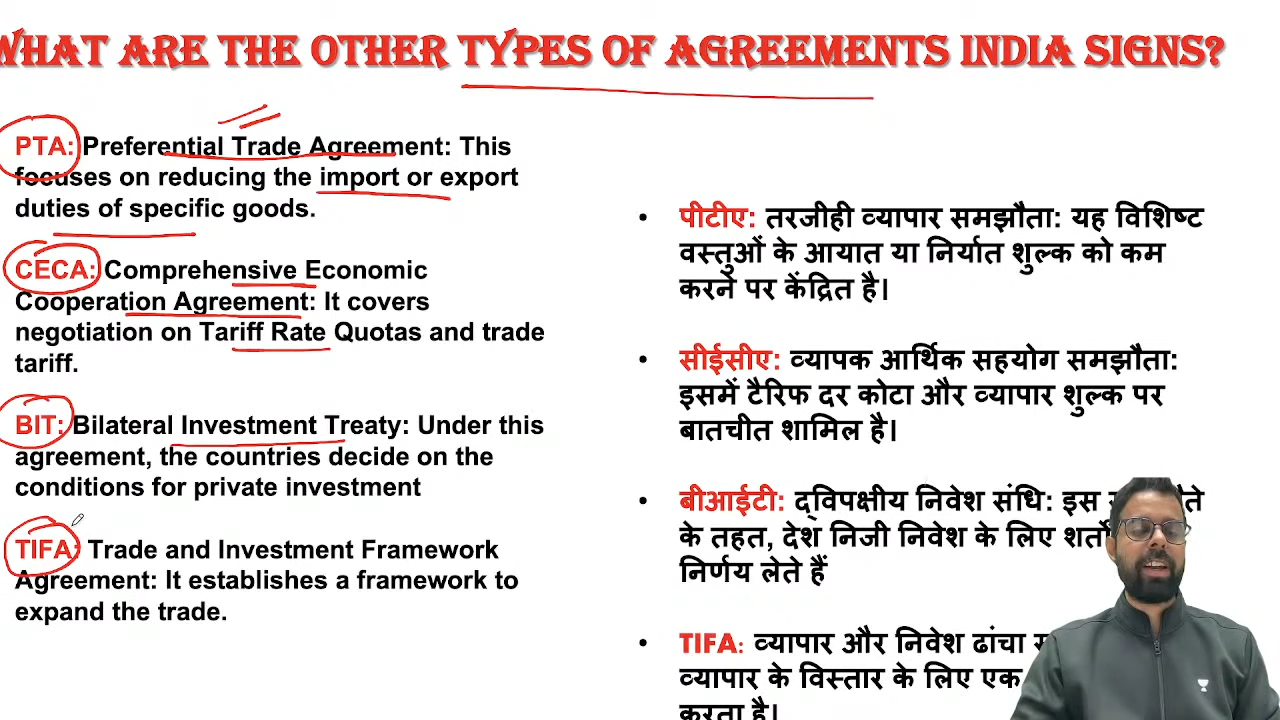 WHAT ARE THE OTHER TYPES OF AGREEMENTS INDIA SIGNS?
PTA: Preferential Trade Agreement: This
focuses on reducing the import or export
duties of specific goods.
CECA: Comprehensive Economic
Cooperation Agreement: It covers
negotiation on Tariff Rate Quotas and trade
tariff.
BIT: Bilateral Investment Treaty: Under this
agreement, the countries decide on the
conditions for private investment
TIFA: Trade and Investment Framework
Agreement: It establishes a framework to
expand the trade.
• पीटीए: तरजीही व्यापार समझौता: यह विशिष्ट
वस्तुओं के आयात या निर्यात शुल्क को कम
करने पर केंद्रित है।
• सीईसीए: व्यापक आर्थिक सहयोग समझौता:
इसमें टैरिफ दर कोटा और व्यापार शुल्क पर
बातचीत शामिल है।
• बीआईटी: द्विपक्षीय निवेश संधि: इस
के तहत, देश निजी निवेश के लिए शर्तों
निर्णय लेते हैं
• TIFA: व्यापार और निवेश ढांचा
व्यापार के विस्तार के लिए एक
करता है।